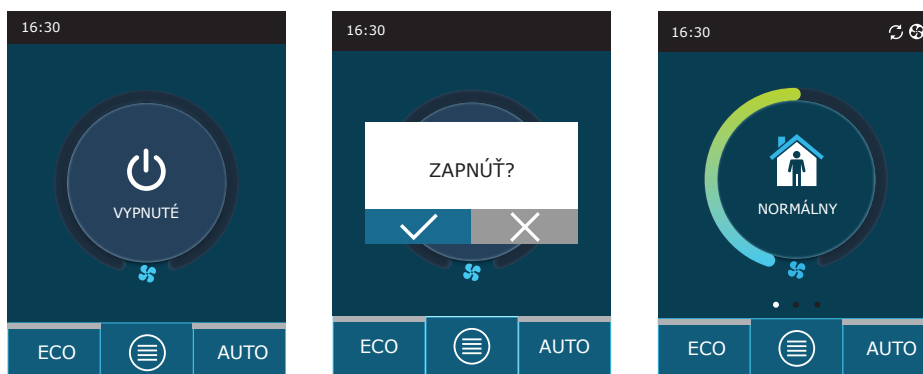 16:30
VYPNUTÉ
ECO
AUTO
16:30
ZAPNÚŤ?
ECO
AUTO
16:30
NORMÁLNY
ECO
AUTO